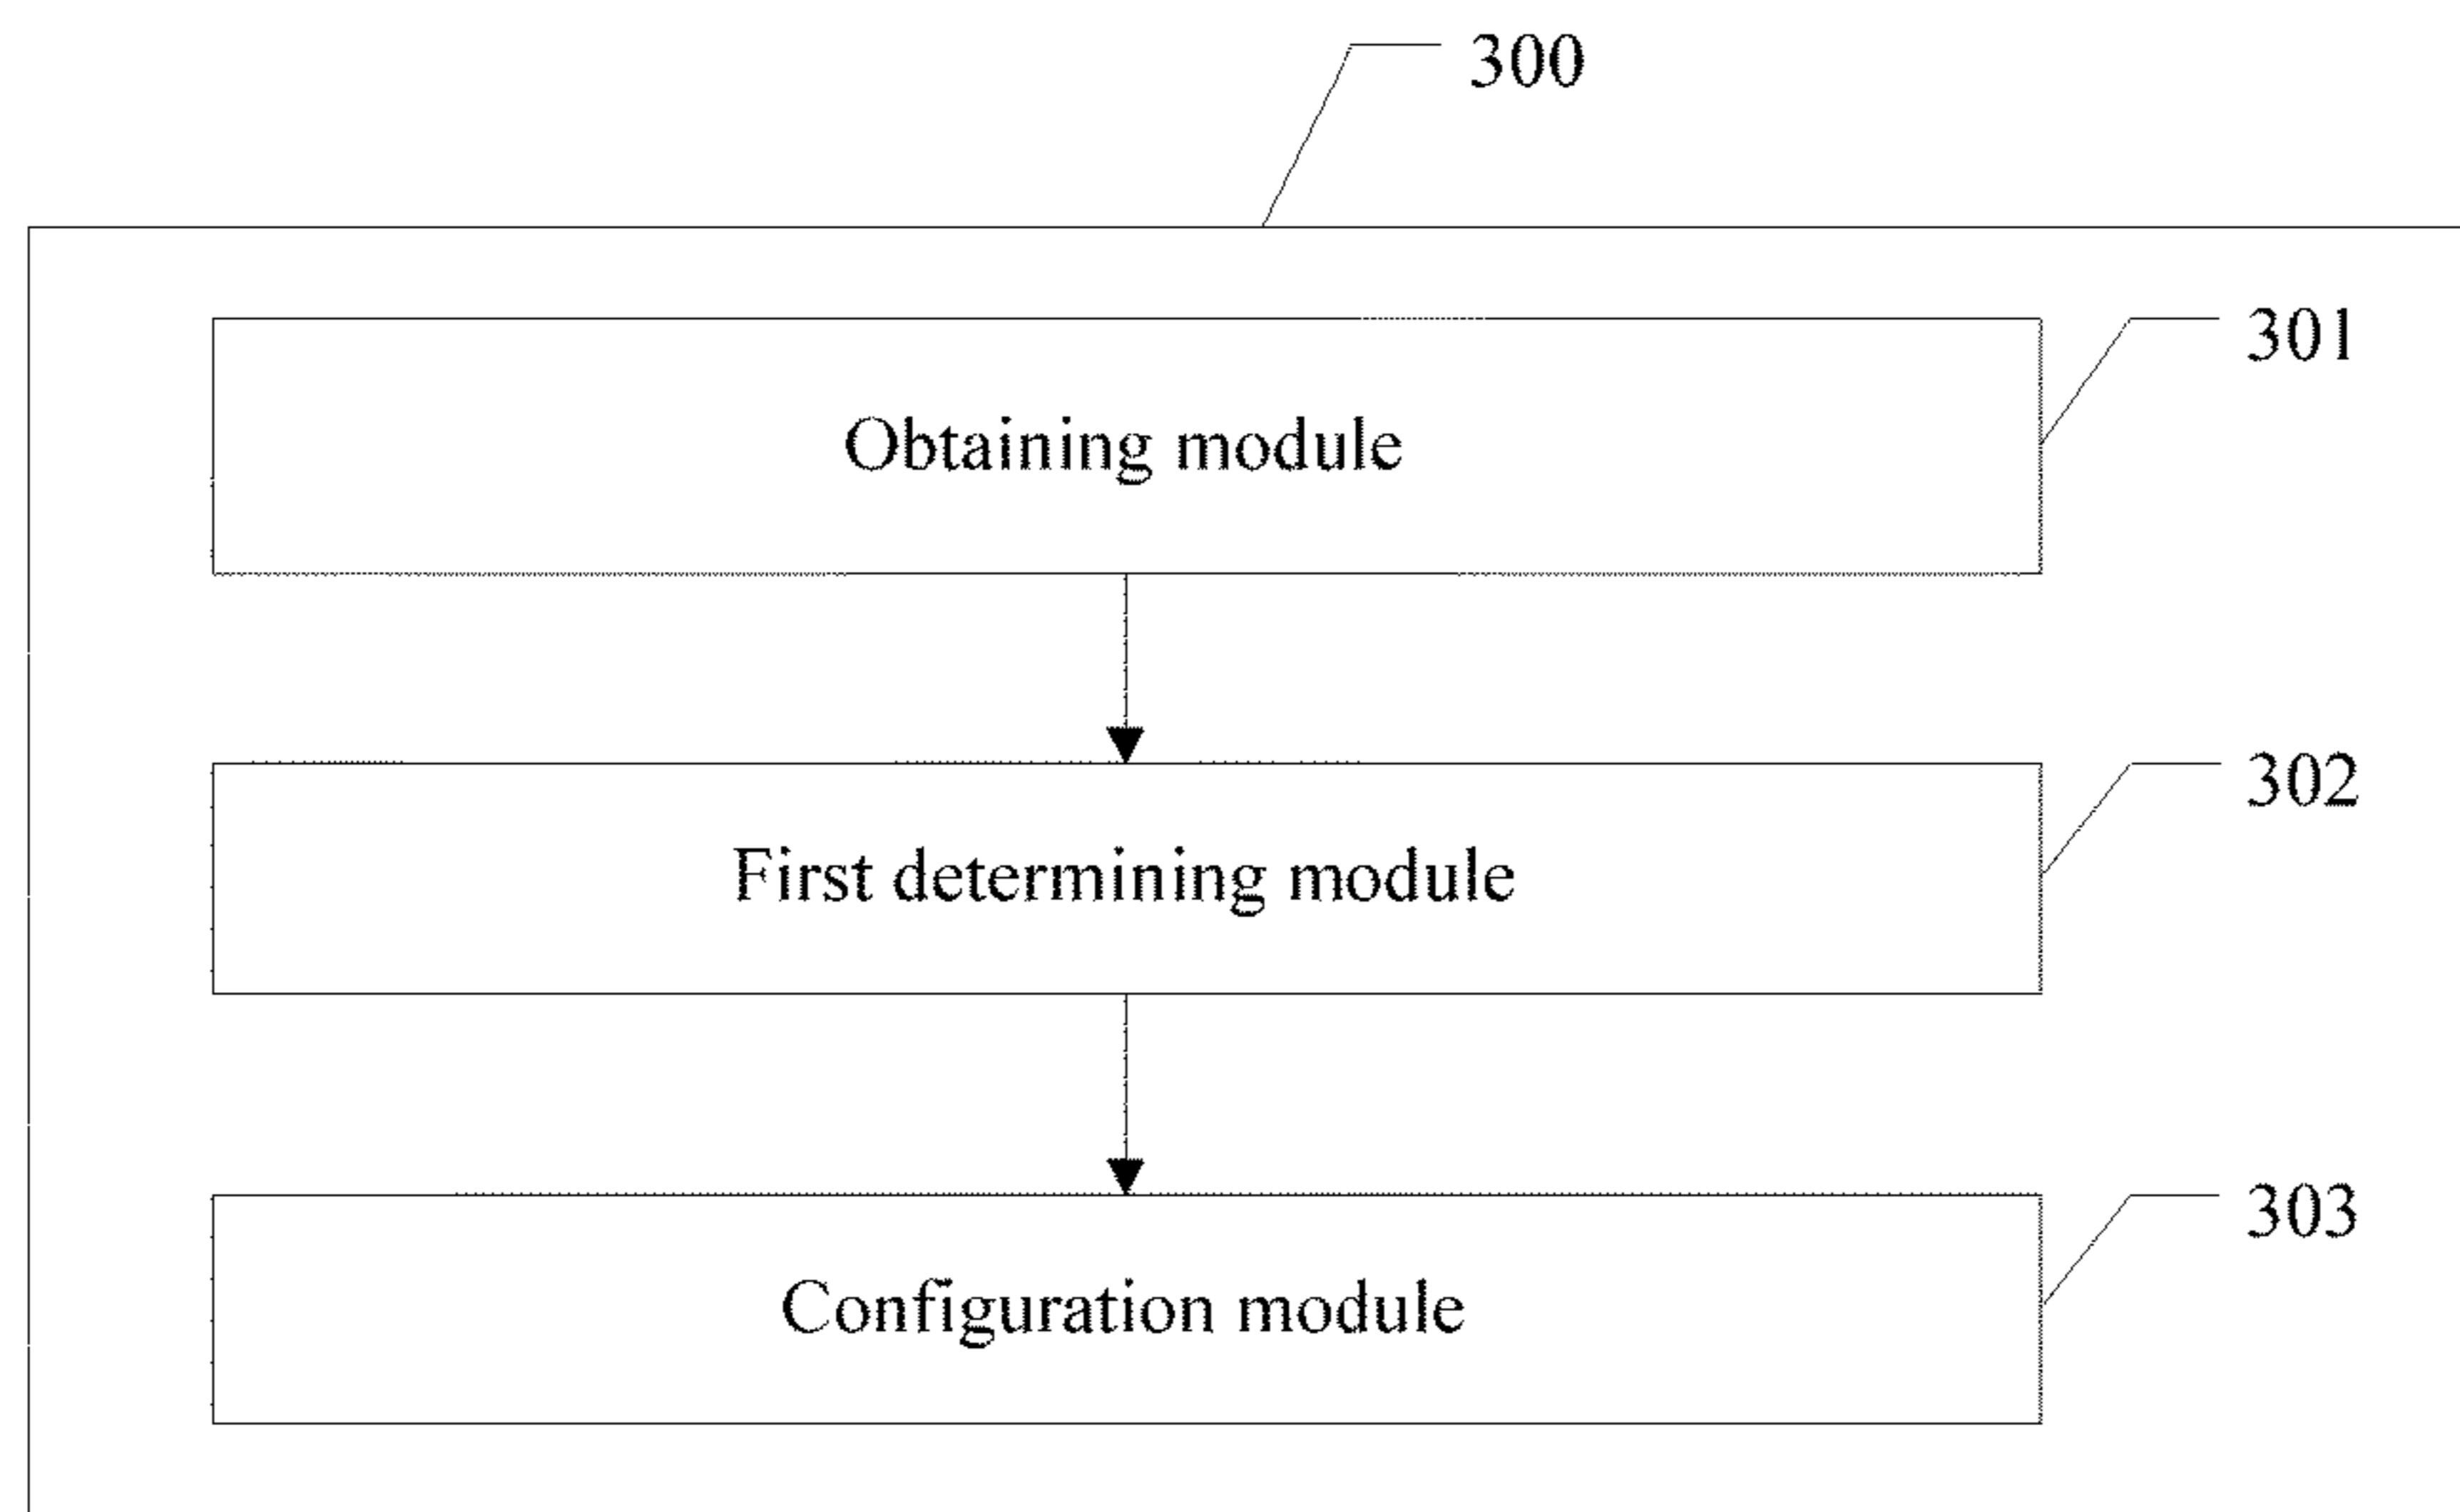 300
301
Obtaining module
302
First determining module
303
Configuration module